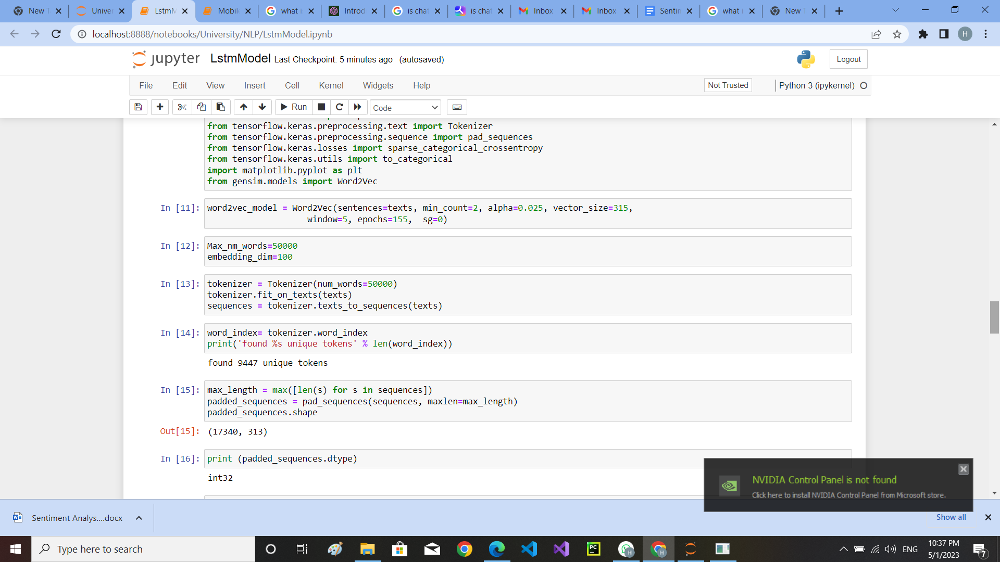 New T
Univer
LstmM
Mobile
what i
Introd
is chat
is chat
Inbox
Inbox
Sentim
what i
New T
localhost:8888/notebooks/University/NLP/LstmModel.ipynb
H
jupyter LstmModel Last Checkpoint: 5 minutes ago (autosaved)
Logout
File Edit View Insert Cell Kernel Widgets Help
Not Trusted
Python 3 (ipykernel)
Run
Code
from tensorflow.keras.preprocessing.text import Tokenizer
from tensorflow.keras.preprocessing.sequence import pad_sequences
from tensorflow.keras.losses import sparse_categorical_crossentropy
from tensorflow.keras.utils import to_categorical
import matplotlib.pyplot as plt
from gensim.models import Word2Vec
In [11]: word2vec_model = Word2Vec(sentences=texts, min_count=2, alpha=0.025, vector_size=315,
window=5, epochs=155, sg=0)
In [12]: Max_nm_words=50000
embedding_dim=100
In [13]: tokenizer = Tokenizer(num_words=50000)
tokenizer.fit_on_texts(texts)
sequences = tokenizer.texts_to_sequences(texts)
In [14]: word_index= tokenizer.word_index
print('found %s unique tokens' % len(word_index))
found 9447 unique tokens
In [15]: max_length = max([len(s) for s in sequences])
padded_sequences = pad_sequences(sequences, maxlen=max_length)
padded_sequences.shape
Out[15]: (17340, 313)
In [16]: print (padded_sequences.dtype)
int32
NVIDIA Control Panel is not found
Click here to install NVIDIA Control Panel from Microsoft store.
Sentiment Analys....docx
Show all
Type here to search
PC
H
H
ENG
10:37 PM
5/1/2023
7